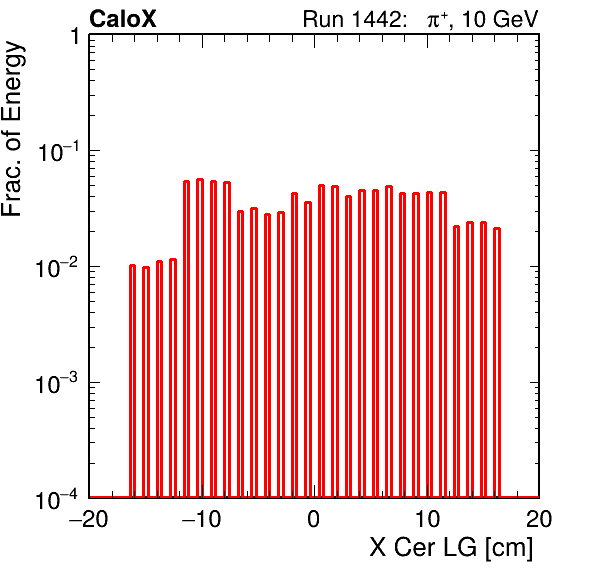 CaloX Run 1442: π⁺, 10 GeV
Frac. of Energy
1
10⁻¹
10⁻²
10⁻³
10⁻⁴
−20 −10 0 10 20
X Cer LG [cm]